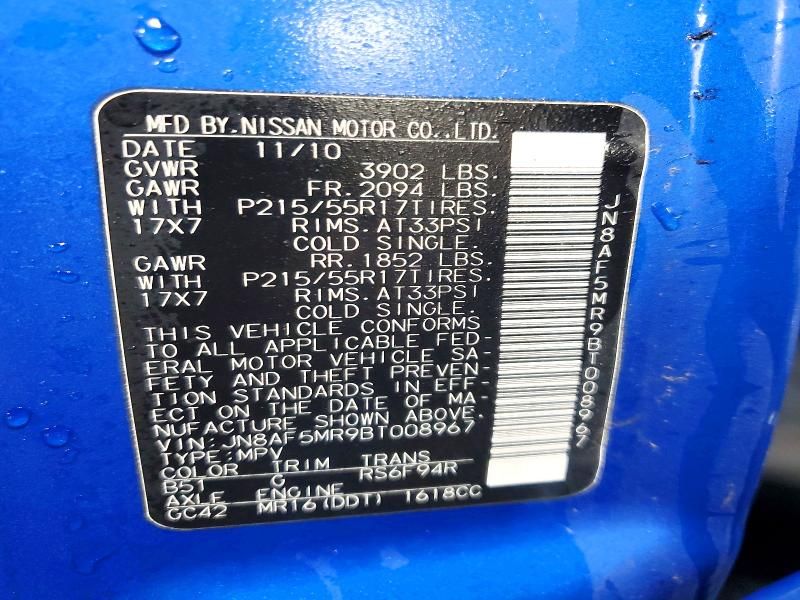 MFD BY.NISSAN MOTOR CO.,LTD.
DATE 11/10
GVWR 3902 LBS.
GAWR FR. 2094 LBS.
WITH P215/55R17TIRES.
17X7 RIMS. AT33PSI
COLD SINGLE.
GAWR RR. 1852 LBS.
WITH P215/55R17TIRES.
17X7 RIMS. AT33PSI
COLD SINGLE.
THIS VEHICLE CONFORMS
TO ALL APPLICABLE FED-
ERAL MOTOR VEHICLE SA-
FETY AND THEFT PREVEN-
TION STANDARDS IN EFF-
ECT ON THE DATE OF MA-
NUFACTURE SHOWN ABOVE.
VIN:JN8AF5MR9BT008967
TYPE:MPV
COLOR TRIM TRANS
B51 G RS6F94R
AXLE ENGINE
GC42 MR16(DDT) 1618CC
JN8AF5MR9BT008967